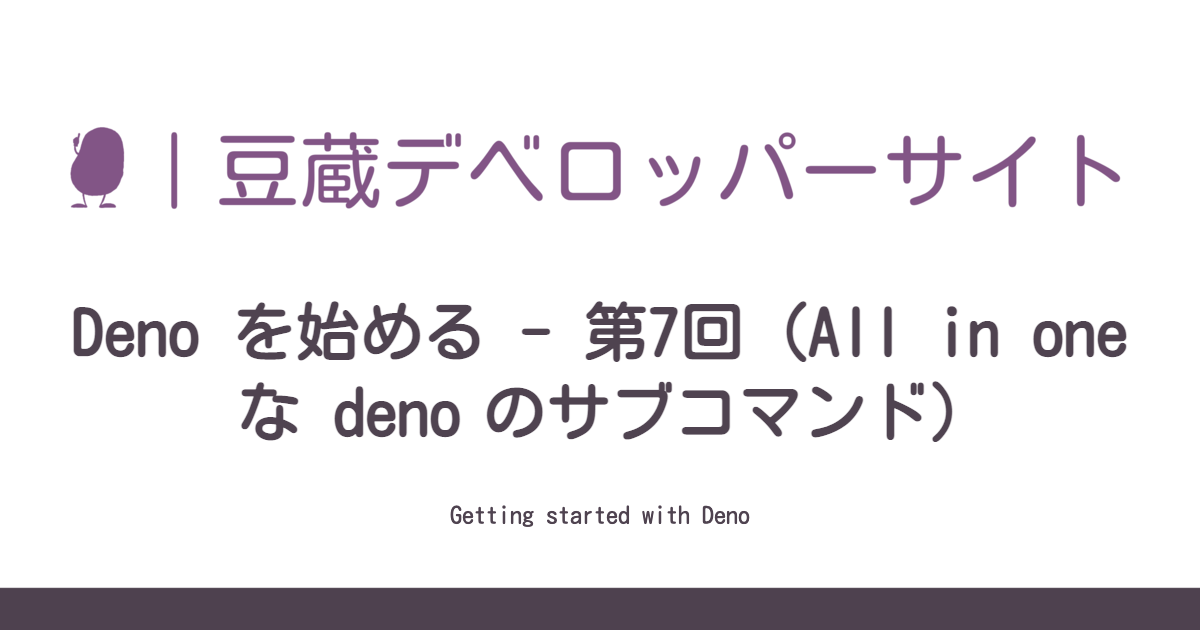 | 豆蔵デベロッパーサイト
Deno を始める - 第7回 (All in one
な deno のサブコマンド)
Getting started with Deno